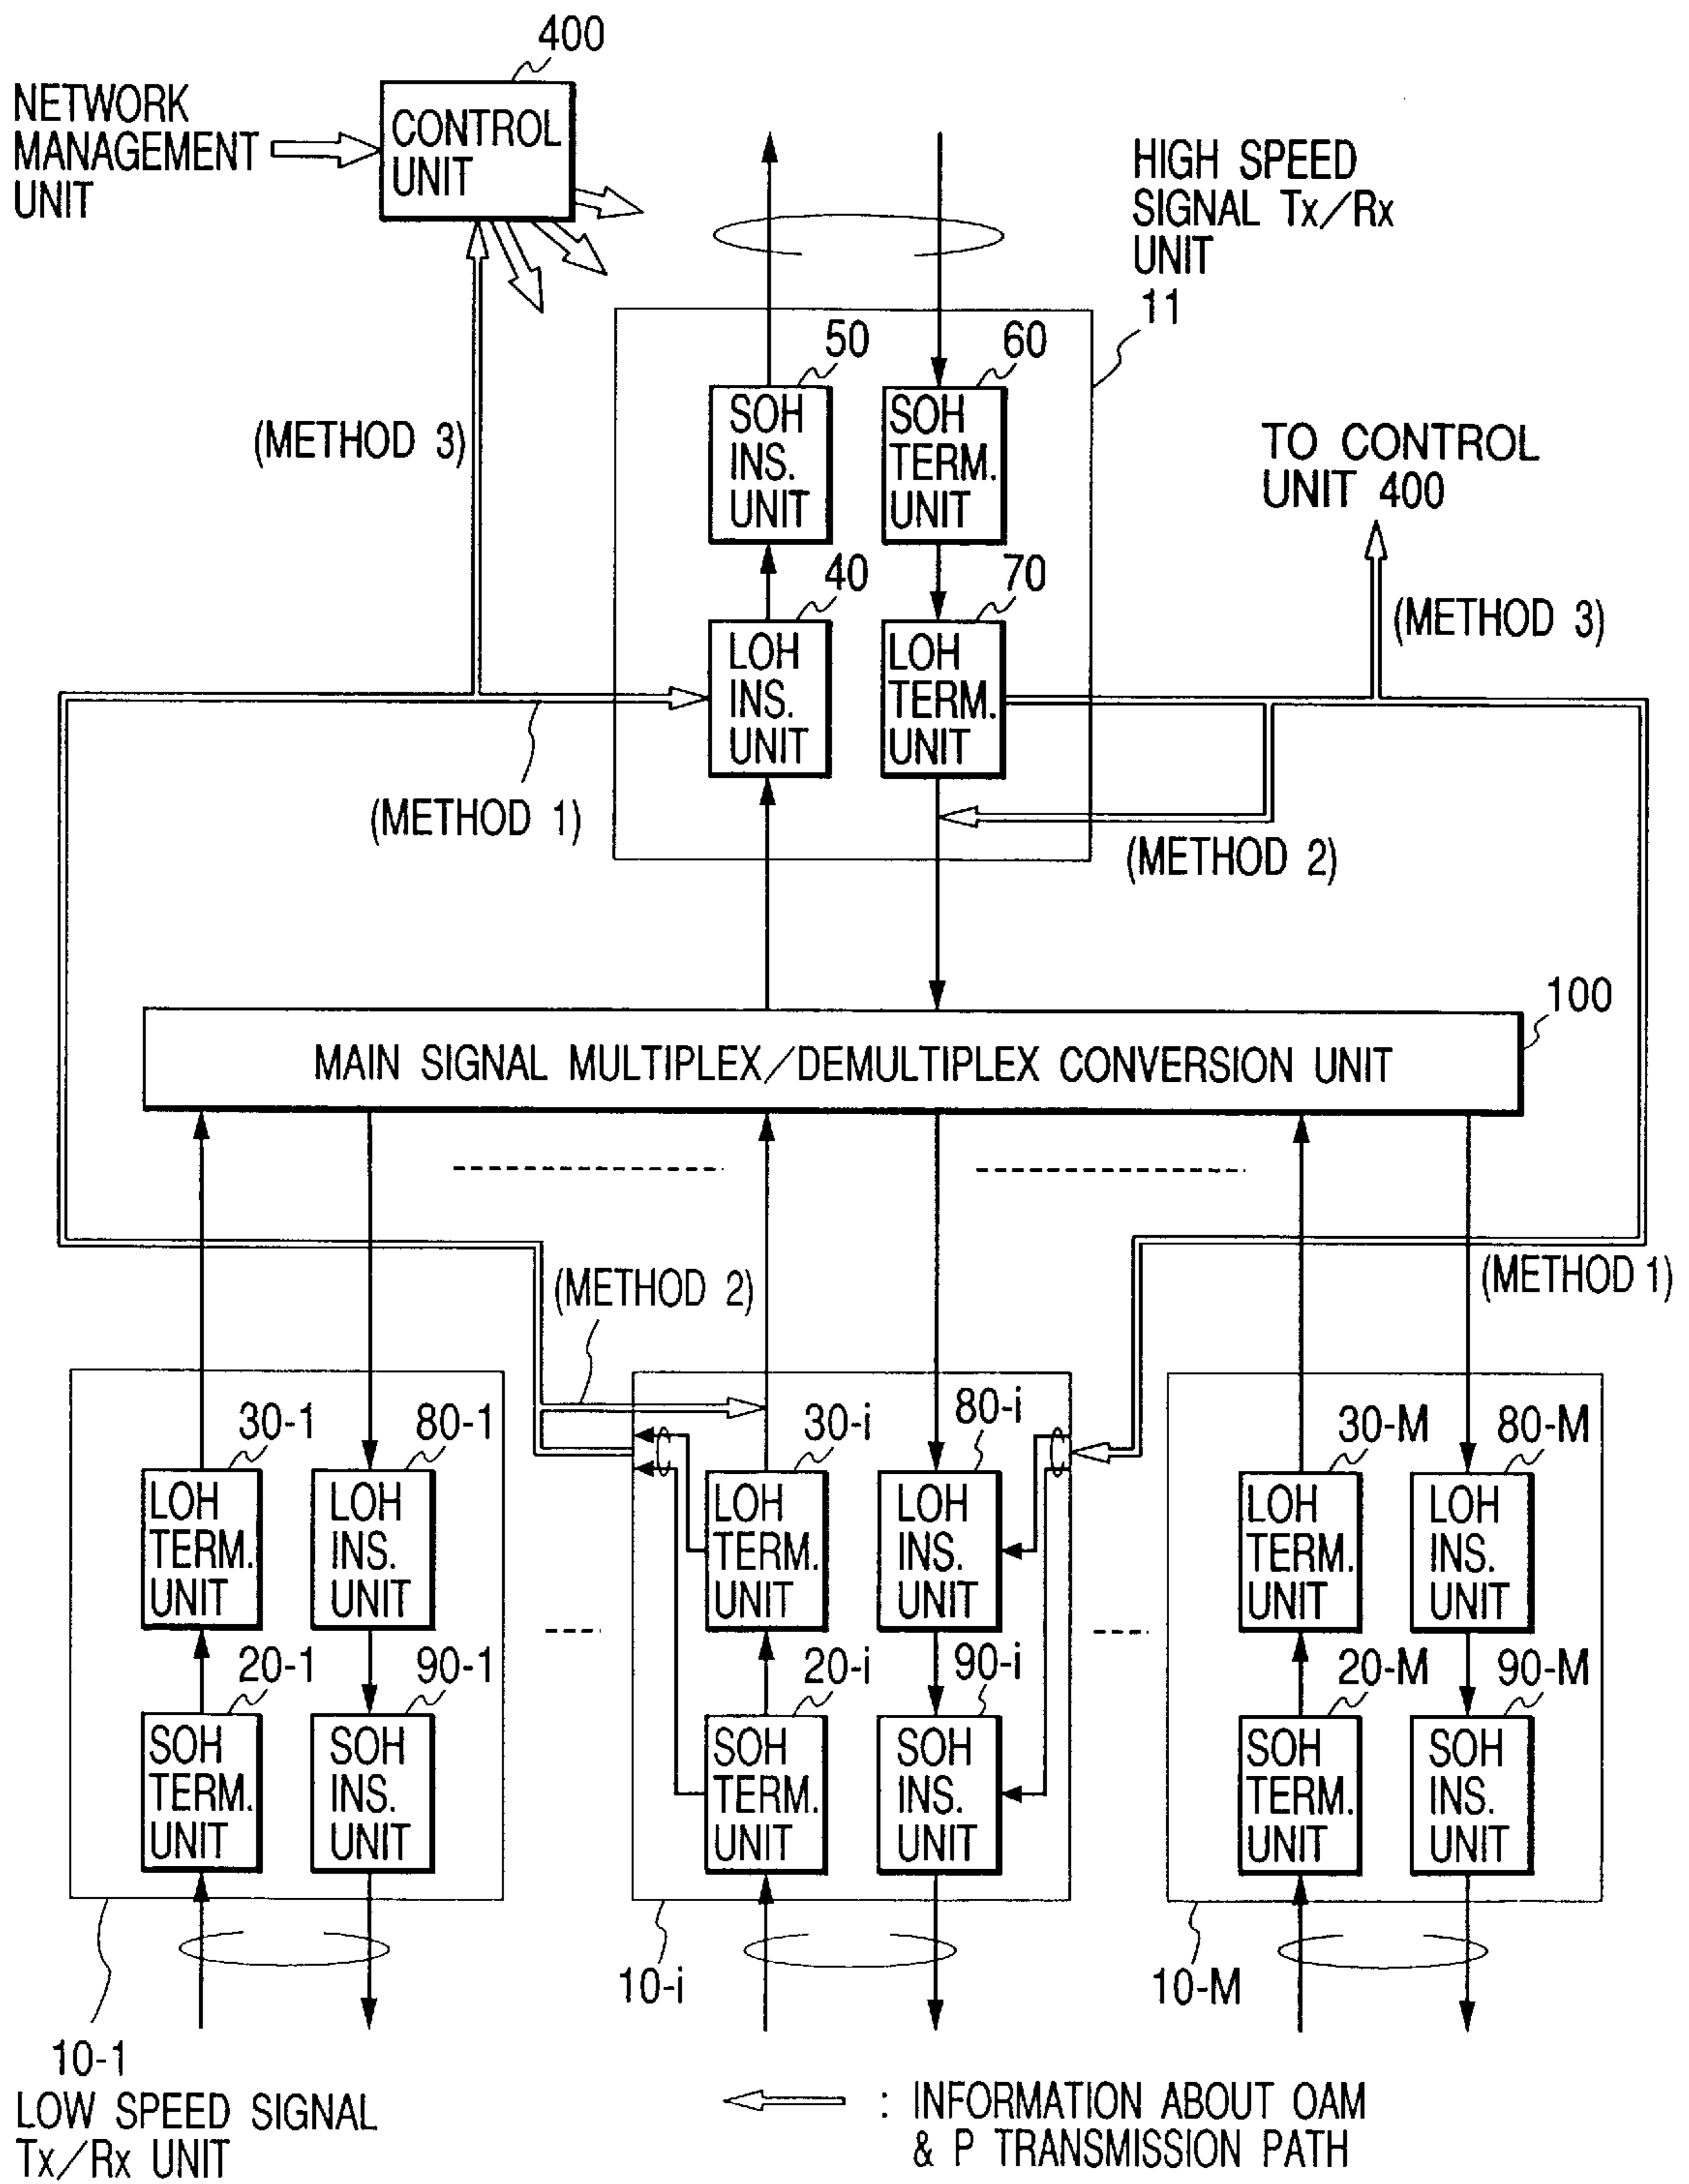 400
NETWORK
MANAGEMENT
UNIT
CONTROL
UNIT
HIGH SPEED
SIGNAL Tx/Rx
UNIT
11
50
60
SOH
INS.
UNIT
SOH
TERM.
UNIT
(METHOD 3)
TO CONTROL
UNIT 400
40
70
(METHOD 3)
LOH
INS.
UNIT
LOH
TERM.
UNIT
(METHOD 1)
(METHOD 2)
100
MAIN SIGNAL MULTIPLEX/DEMULTIPLEX CONVERSION UNIT
(METHOD 2)
(METHOD 1)
30-1
80-1
30-i
80-i
30-M
80-M
LOH
TERM.
UNIT
LOH
INS.
UNIT
LOH
TERM.
UNIT
LOH
INS.
UNIT
LOH
TERM.
UNIT
LOH
INS.
UNIT
20-1
90-1
20-i
90-i
20-M
90-M
SOH
TERM.
UNIT
SOH
INS.
UNIT
SOH
TERM.
UNIT
SOH
INS.
UNIT
SOH
TERM.
UNIT
SOH
INS.
UNIT
10-i
10-M
10-1
LOW SPEED SIGNAL
Tx/Rx UNIT
: INFORMATION ABOUT OAM
& P TRANSMISSION PATH